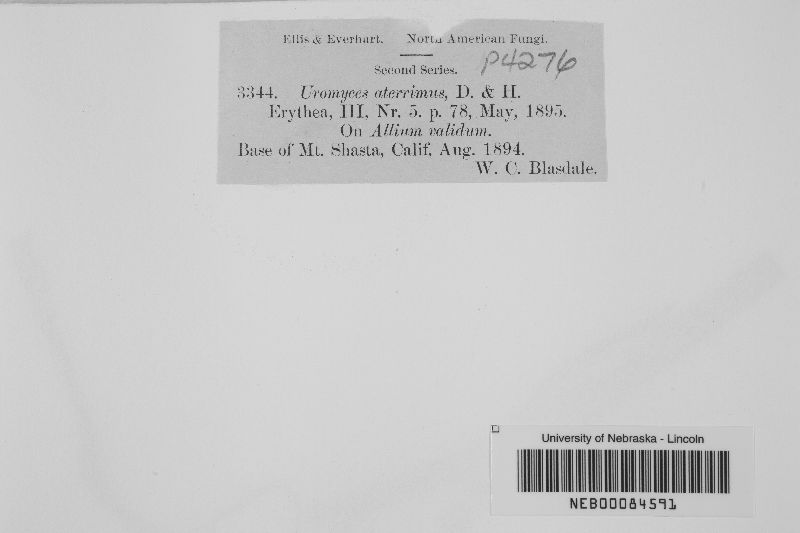 Ellis & Everhart. North American Fungi.
Second Series. P4276
3344. Uromyces aterrimus, D. & H.
Erythea, III, Nr. 5. p. 78, May, 1895.
On Allium validum.
Base of Mt. Shasta, Calif, Aug. 1894.
W. C. Blasdale.
University of Nebraska - Lincoln
NEB00084591